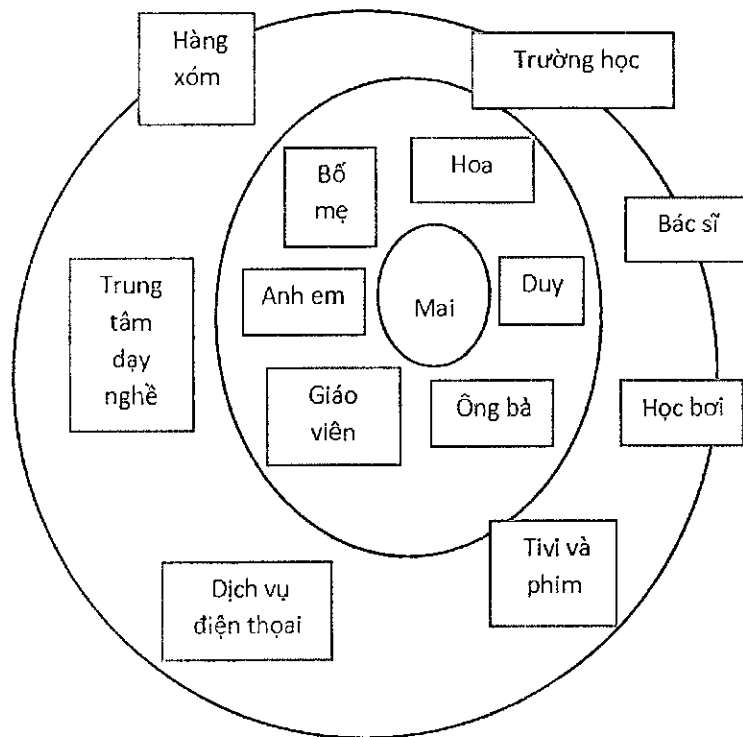 Hàng
xóm
Trường học
Bố
mẹ
Hoa
Bác sĩ
Trung
tâm
dạy
nghề
Anh em
Mai
Duy
Giáo
viên
Ông bà
Học bơi
Tivi và
phim
Dịch vụ
điện thọai